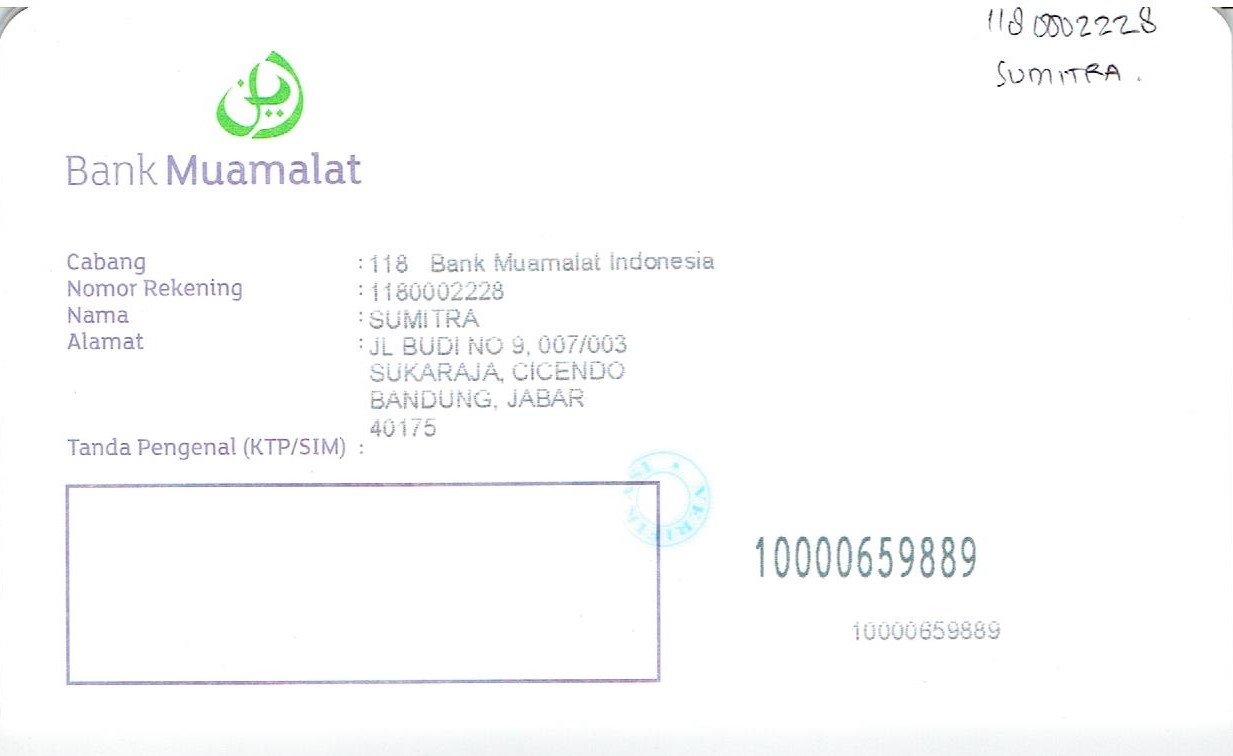 1180002228
SUMITRA.
Bank Muamalat
Cabang : 118 Bank Muamalat Indonesia
Nomor Rekening : 1180002228
Nama : SUMITRA
Alamat : JL BUDI NO 9, 007/003
SUKARAJA, CICENDO
BANDUNG, JABAR
40175
Tanda Pengenal (KTP/SIM) :
VERIFIKASI
10000659889
10000659889